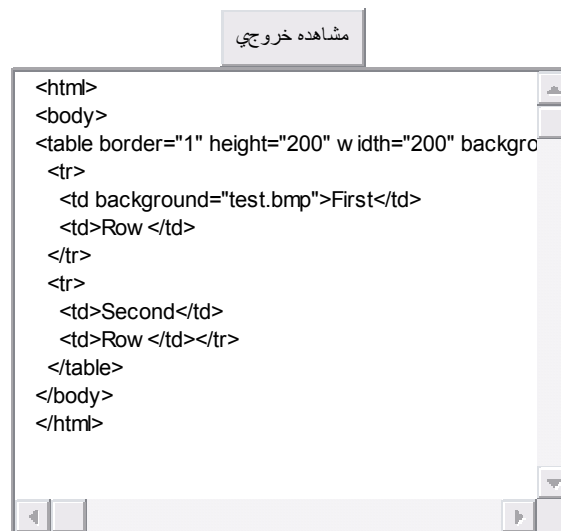 مشاهده خروجي
<html>
<body>
<table border="1" height="200" width="200" backgro
<tr>
<td background="test.bmp">First</td>
<td>Row </td>
</tr>
<tr>
<td>Second</td>
<td>Row </td></tr>
</table>
</body>
</html>